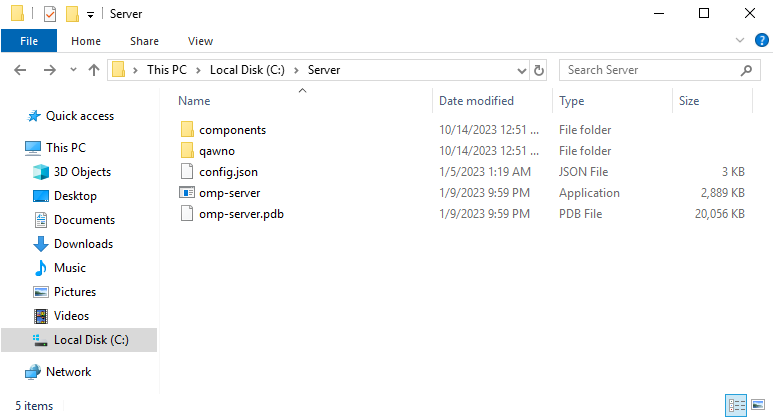 Server
File Home Share View
This PC Local Disk (C:) Server Search Server
Name Date modified Type Size
Quick access
This PC
3D Objects
Desktop
Documents
Downloads
Music
Pictures
Videos
Local Disk (C:)
Network
components 10/14/2023 12:51 ... File folder
qawno 10/14/2023 12:51 ... File folder
config.json 1/5/2023 1:19 AM JSON File 3 KB
omp-server 1/9/2023 9:59 PM Application 2,889 KB
omp-server.pdb 1/9/2023 9:59 PM PDB File 20,056 KB
5 items